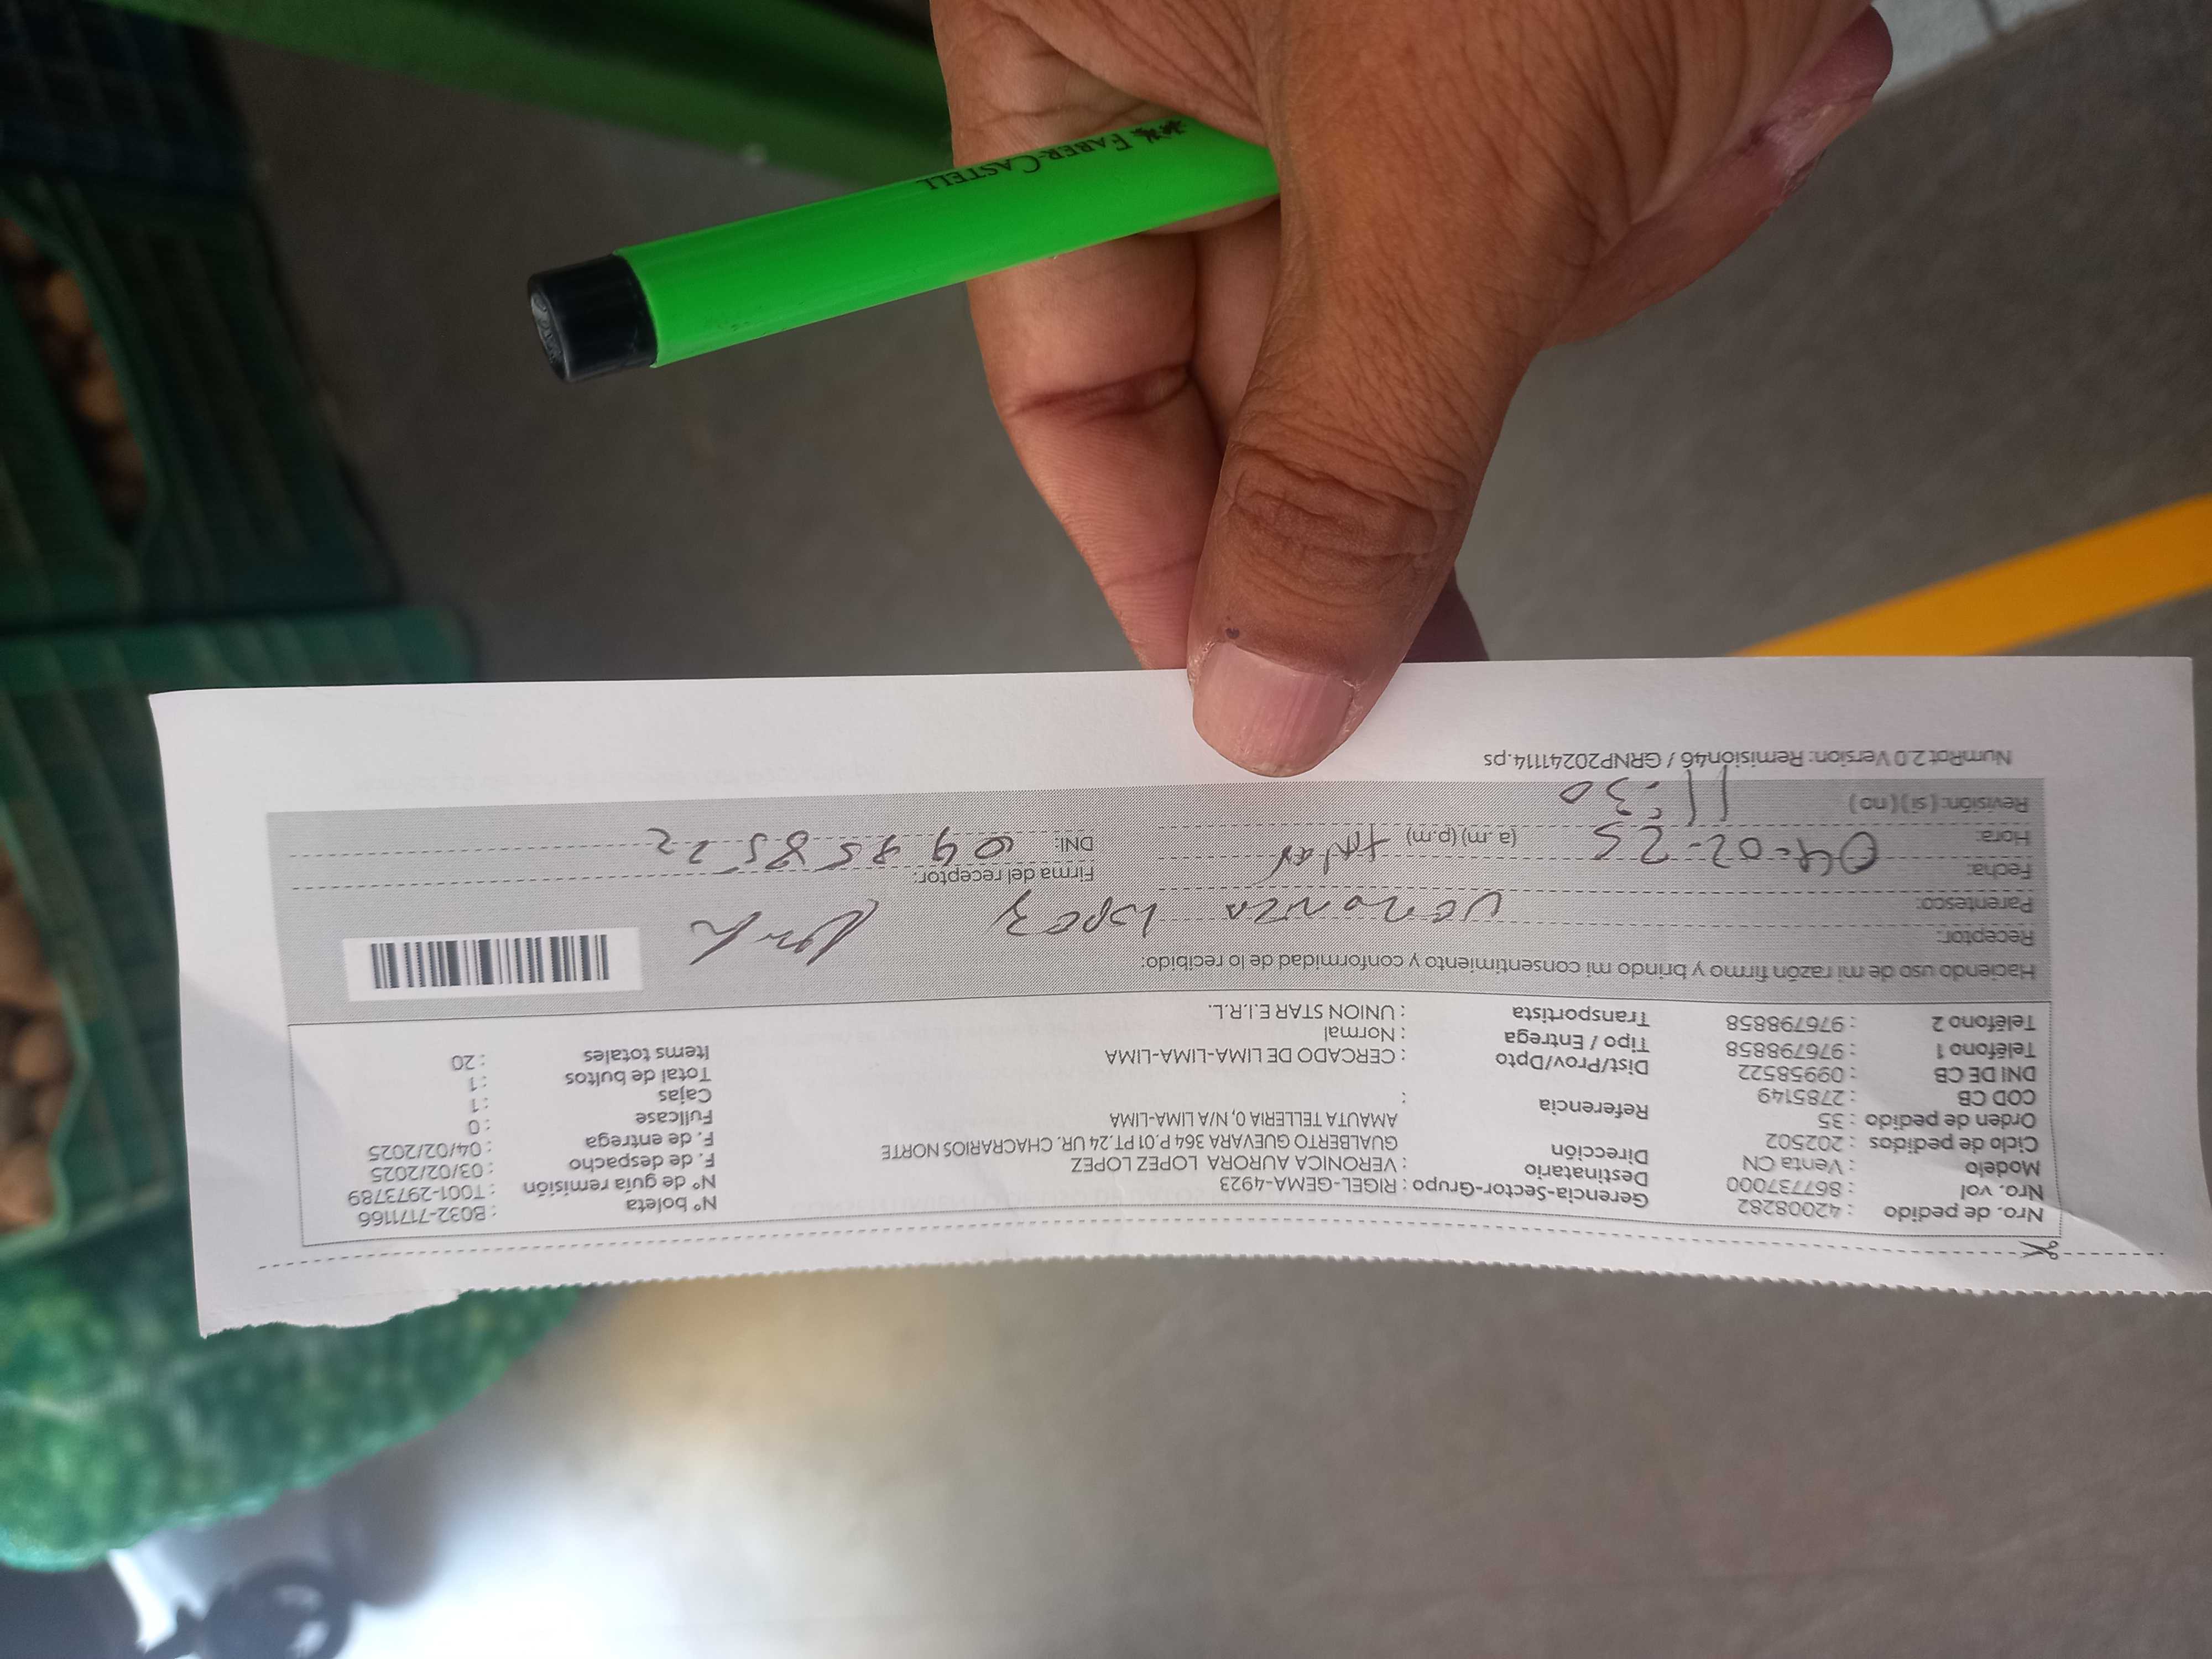 FABER-CASTELL
Nro. de pedido : 42008282
Nro. vol : 867737000
Modelo : Venta CN
Ciclo de pedidos : 202502
Orden de pedido : 35
COD CB : 2785149
DNI DE CB : 09958522
Teléfono 1 : 976798858
Teléfono 2 : 976798858
Gerencia-Sector-Grupo : RIGEL-GEMA-4923
Destinatario : VERONICA AURORA LOPEZ LOPEZ
Dirección GUALBERTO GUEVARA 364 P.01 PT.24 UR. CHACRARIOS NORTE
AMAUTA TELLERIA 0, N/A LIMA-LIMA
Referencia :
Dist/Prov/Dpto : CERCADO DE LIMA-LIMA-LIMA
Tipo / Entrega : Normal
Transportista : UNION STAR E.I.R.L.
N° boleta : B032-7171166
N° de guía remisión : T001-2973789
F. de despacho : 03/02/2025
F. de entrega : 04/02/2025
Fullcase : 0
Cajas : 1
Total de bultos : 1
Items totales : 20
Haciendo uso de mi razón firmo y brindo mi consentimiento y conformidad de lo recibido:
Receptor: Veronica Lopez
Parentesco:
Fecha: 04-02-25
Hora: 11:30 (a.m) (p.m)
Revisión: ( si ) ( no )
Firma del receptor:
DNI: 09958522
NumRot 2.0 Version: Remisión46 / GRNP20241114.ps